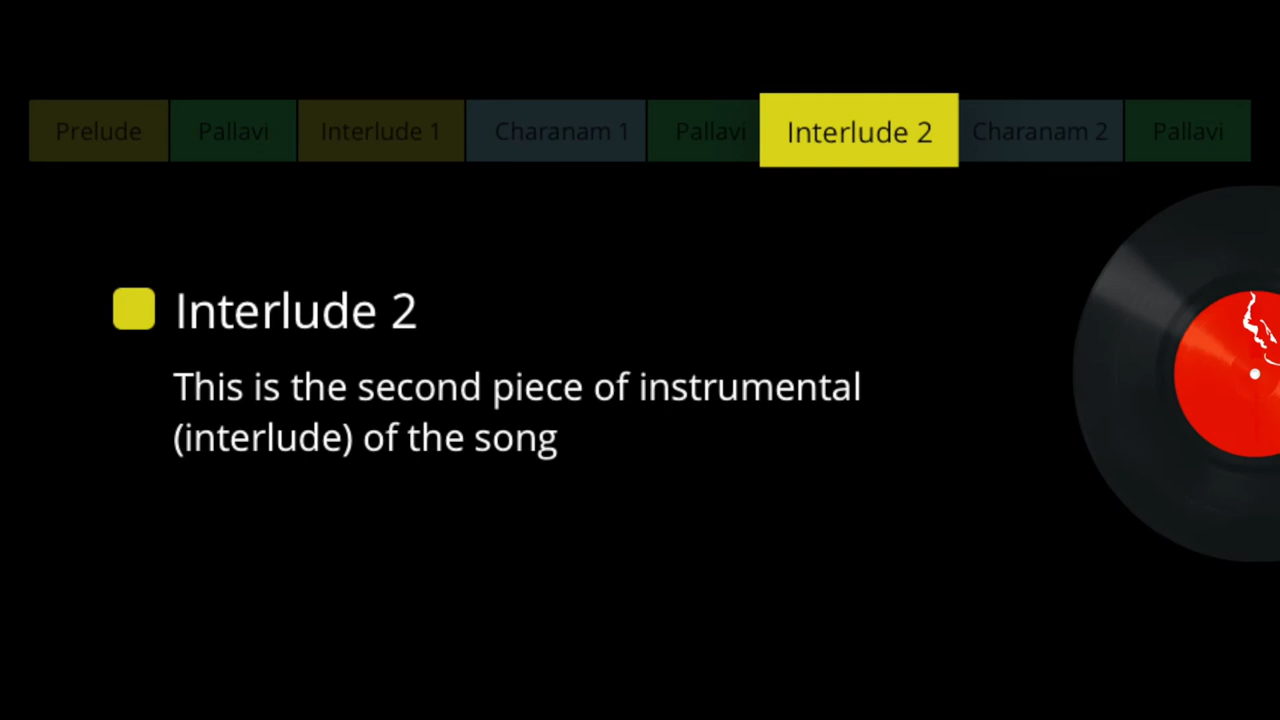 Prelude Pallavi Interlude 1 Charanam 1 Pallavi Interlude 2 Charanam 2 Pallavi
Interlude 2
This is the second piece of instrumental
(interlude) of the song